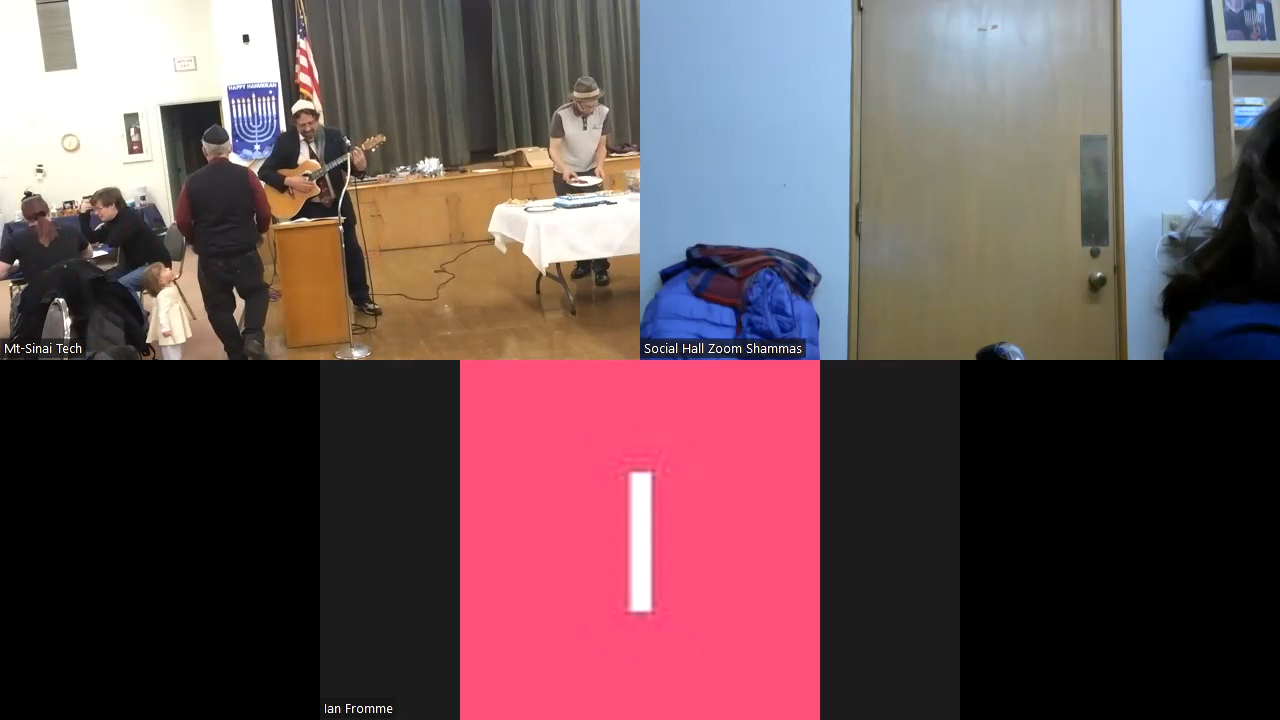 HAPPY HANUKKAH
Mt-Sinai Tech
Social Hall Zoom Shammas
I
Ian Fromme